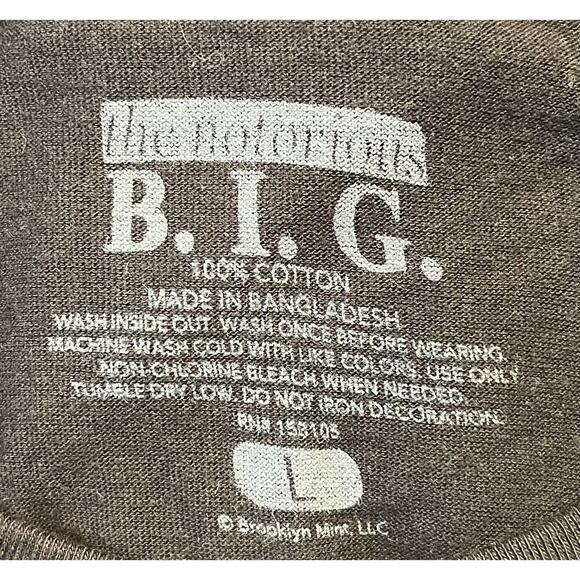 the notorious
B. I. G.
100% COTTON
MADE IN BANGLADESH
WASH INSIDE OUT. WASH ONCE BEFORE WEARING.
MACHINE WASH COLD WITH LIKE COLORS. USE ONLY
NON-CHLORINE BLEACH WHEN NEEDED.
TUMBLE DRY LOW. DO NOT IRON DECORATION.
RN# 158105
L
© Brooklyn Mint, LLC